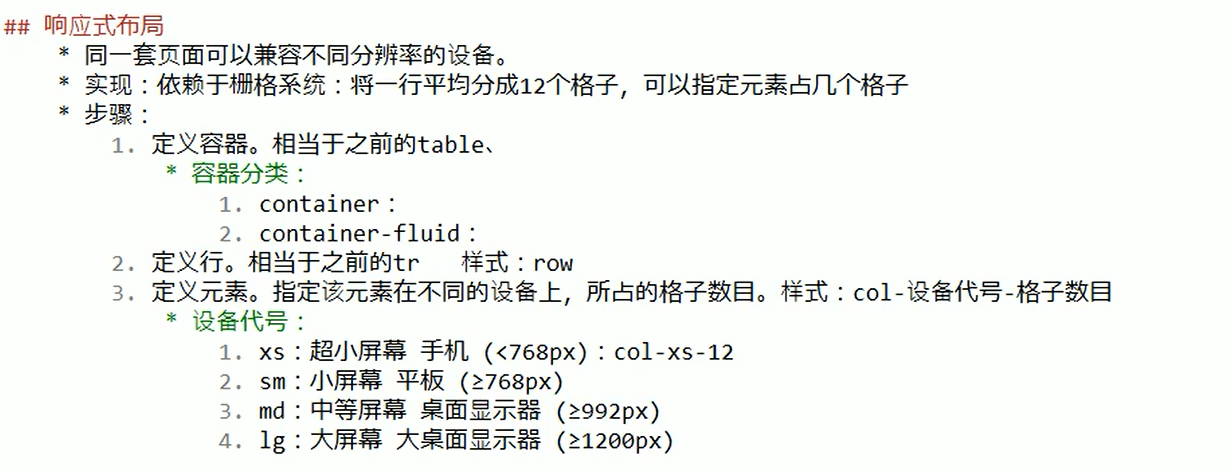 ## 响应式布局
* 同一套页面可以兼容不同分辨率的设备。
* 实现：依赖于栅格系统：将一行平均分成12个格子，可以指定元素占几个格子
* 步骤：
1. 定义容器。相当于之前的table、
* 容器分类：
1. container：
2. container-fluid：
2. 定义行。相当于之前的tr 样式：row
3. 定义元素。指定该元素在不同的设备上，所占的格子数目。样式：col-设备代号-格子数目
* 设备代号：
1. xs：超小屏幕 手机 (<768px)：col-xs-12
2. sm：小屏幕 平板 (≥768px)
3. md：中等屏幕 桌面显示器 (≥992px)
4. lg：大屏幕 大桌面显示器 (≥1200px)